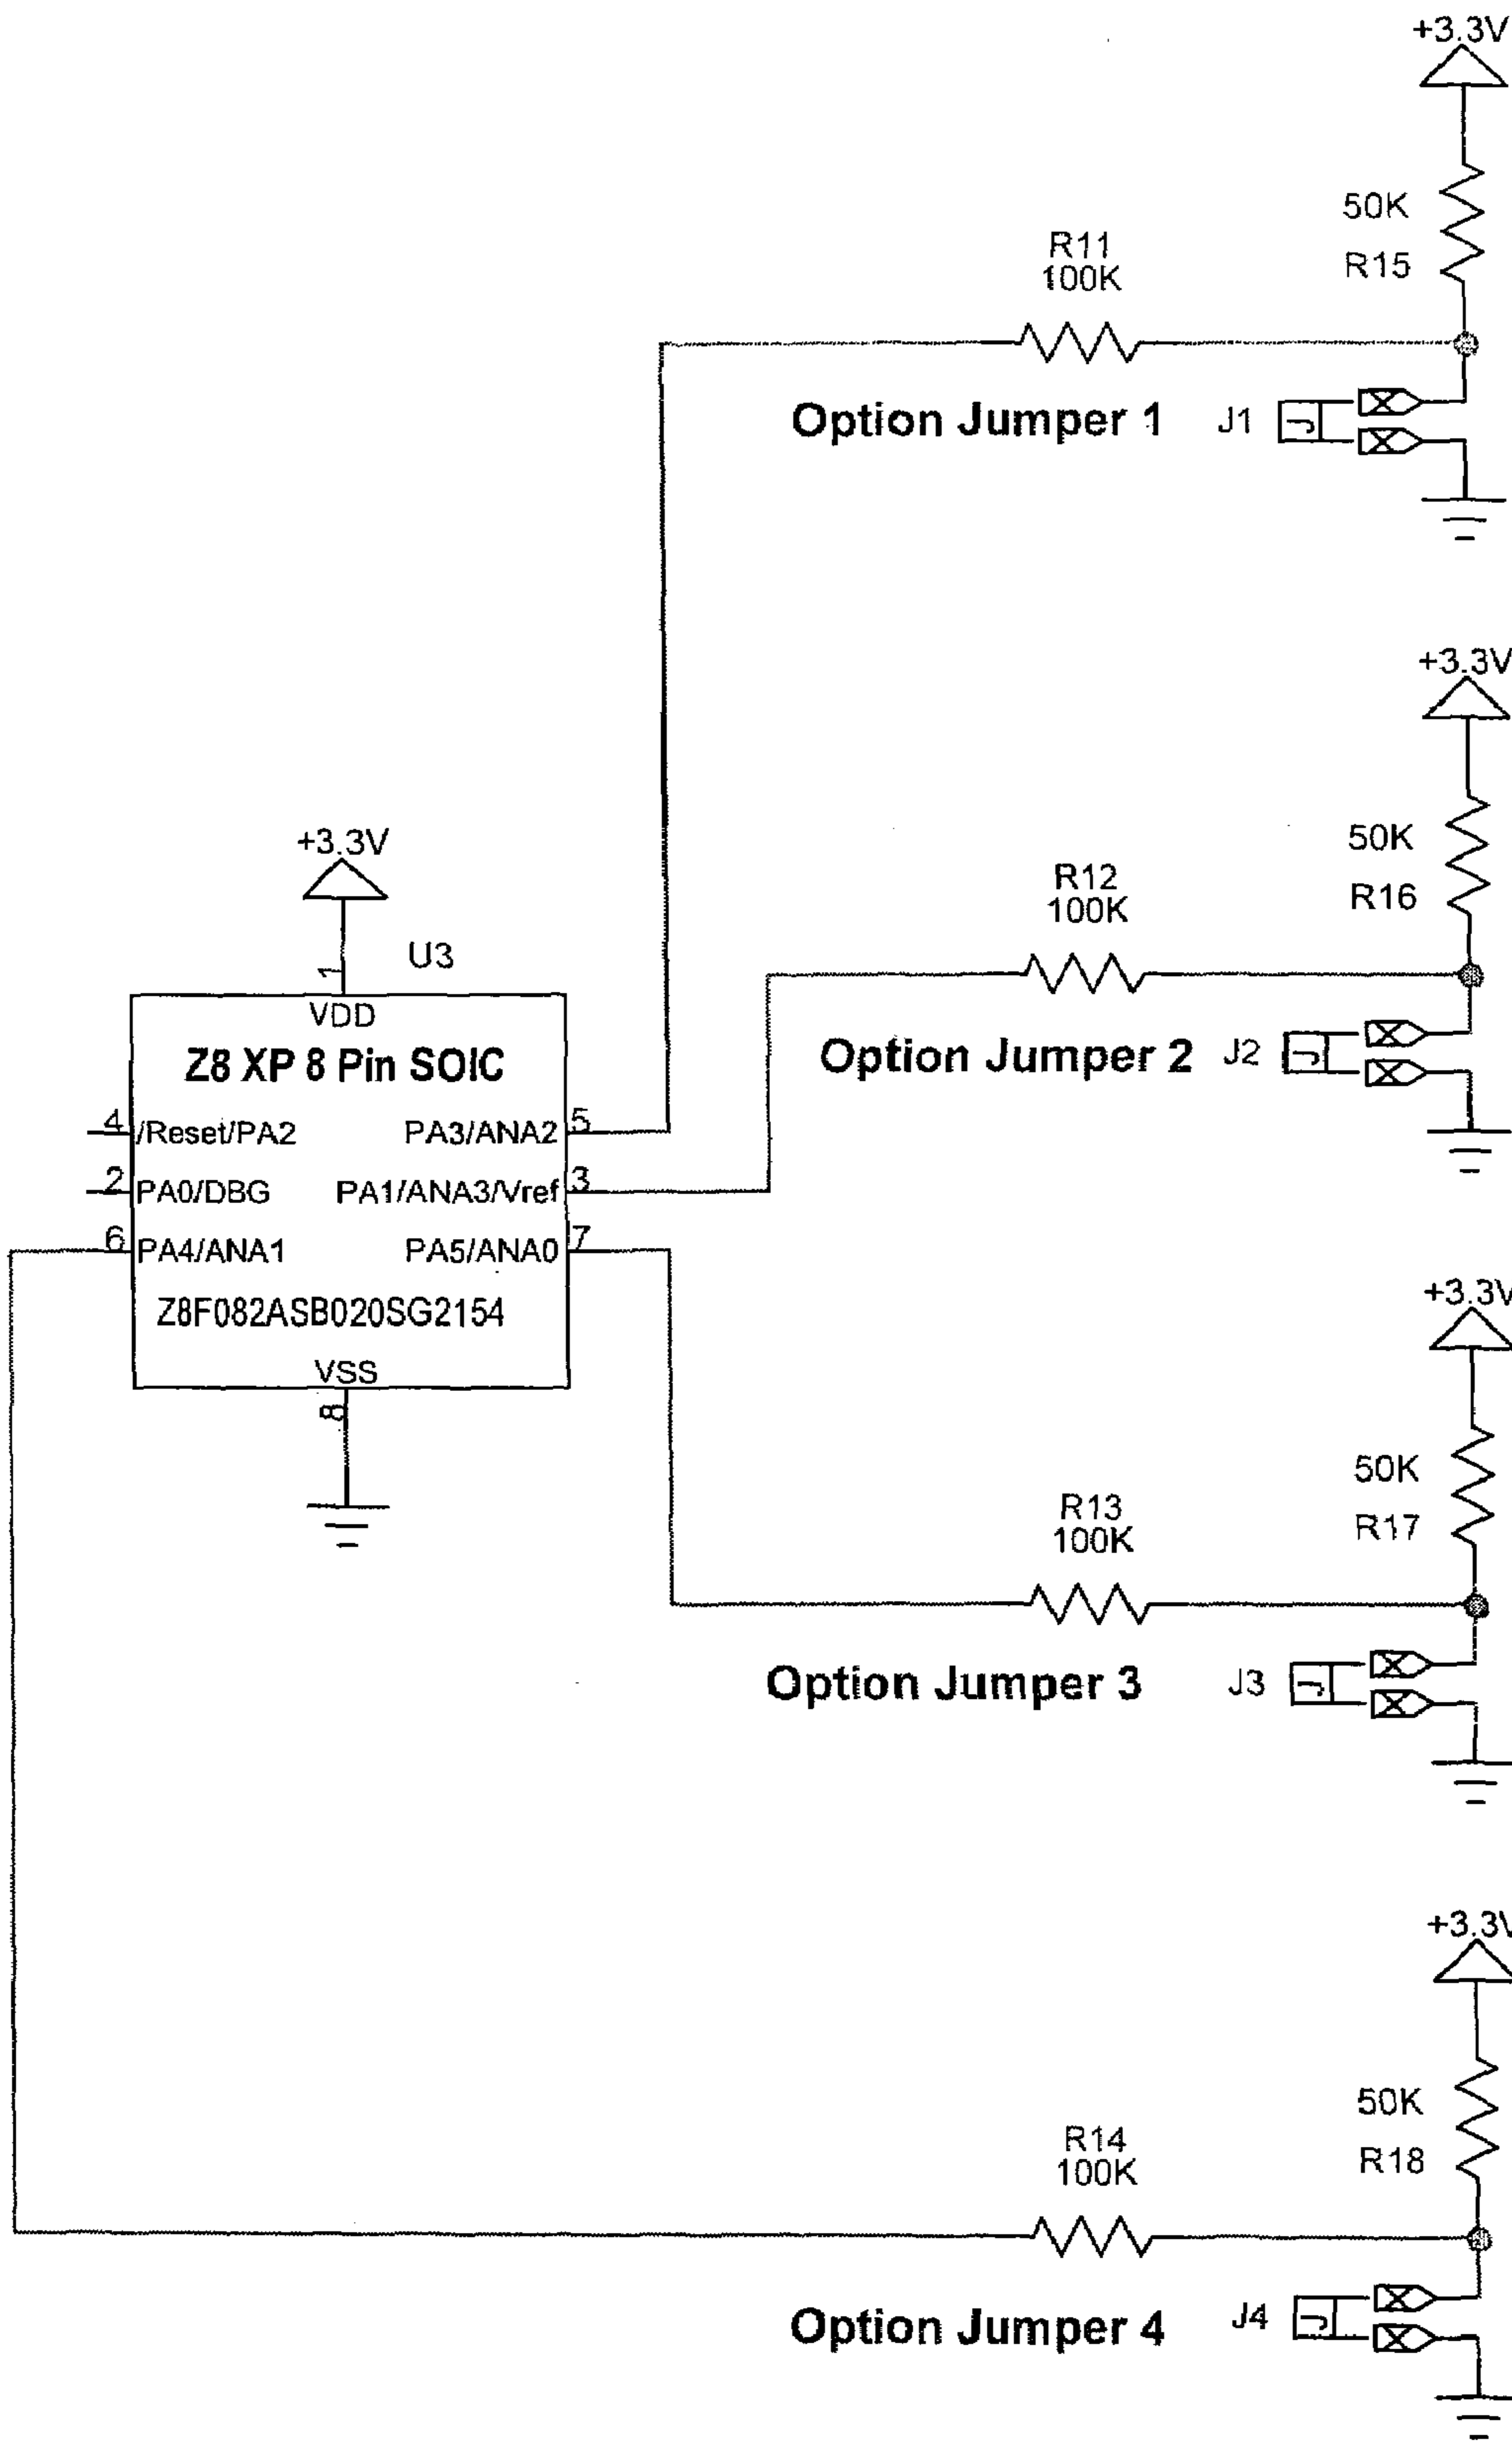 +3.3V
50K
R15
R11
100K
Option Jumper 1
J1
J
+3.3V
50K
R16
R12
100K
Option Jumper 2
J2
J
+3.3V
U3
1
VDD
Z8 XP 8 Pin SOIC
4
/Reset/PA2
PA3/ANA2
5
2
PA0/DBG
PA1/ANA3/Vref
3
6
PA4/ANA1
PA5/ANA0
7
Z8F082ASB020SG2154
VSS
8
+3.3V
50K
R17
R13
100K
Option Jumper 3
J3
J
+3.3V
50K
R18
R14
100K
Option Jumper 4
J4
J